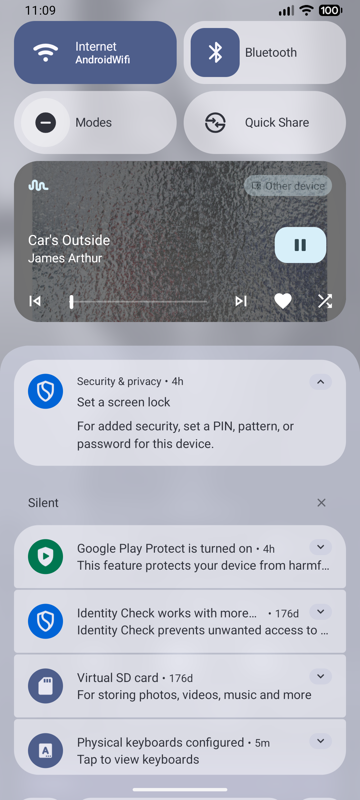 11:09
100
Internet
AndroidWifi
Bluetooth
Modes
Quick Share
Other device
Car's Outside
James Arthur
Security & privacy • 4h
Set a screen lock
For added security, set a PIN, pattern, or
password for this device.
Silent
Google Play Protect is turned on • 4h
This feature protects your device from harmf...
Identity Check works with more... • 176d
Identity Check prevents unwanted access to ...
Virtual SD card • 176d
For storing photos, videos, music and more
Physical keyboards configured • 5m
Tap to view keyboards